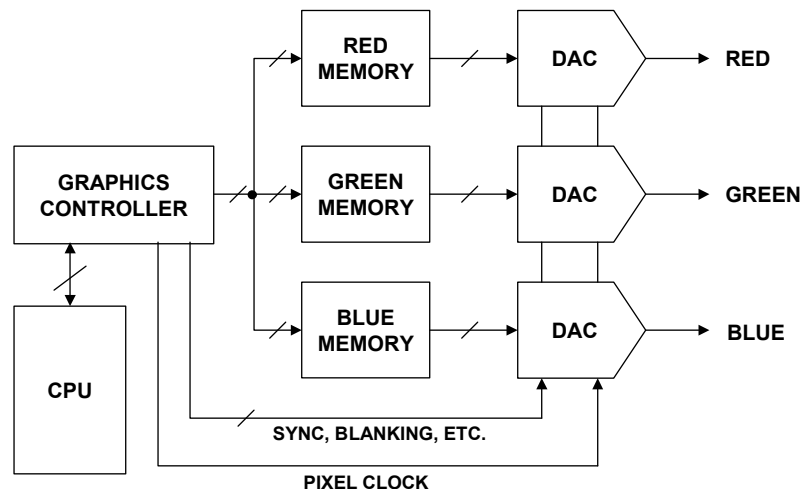 RED
MEMORY
DAC
RED
GRAPHICS
CONTROLLER
GREEN
MEMORY
DAC
GREEN
BLUE
MEMORY
DAC
BLUE
CPU
SYNC, BLANKING, ETC.
PIXEL CLOCK